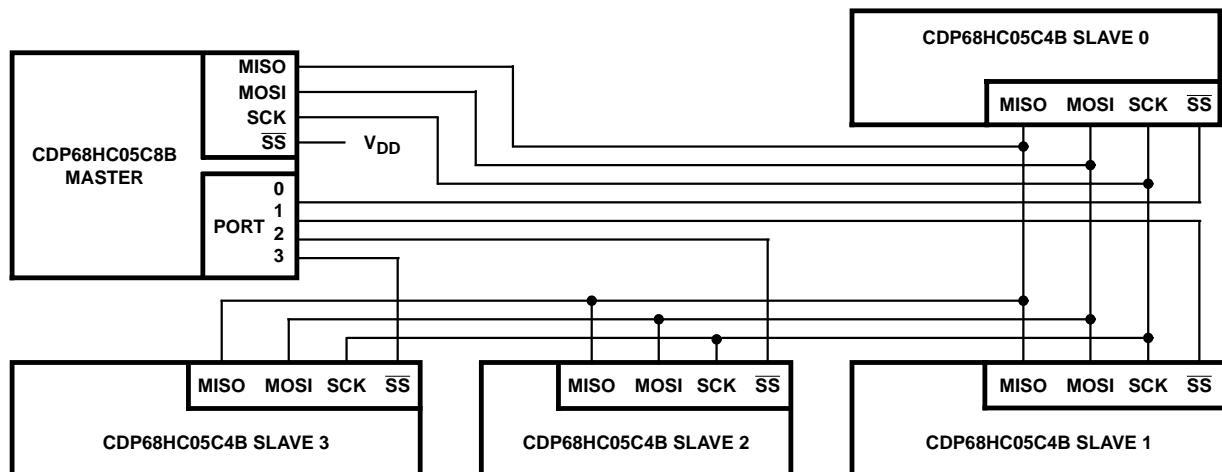 CDP68HC05C8B
MASTER
MISO
MOSI
SCK
SS
VDD
PORT
0
1
2
3
CDP68HC05C4B SLAVE 0
MISO MOSI SCK SS
MISO MOSI SCK SS
CDP68HC05C4B SLAVE 3
MISO MOSI SCK SS
CDP68HC05C4B SLAVE 2
MISO MOSI SCK SS
CDP68HC05C4B SLAVE 1